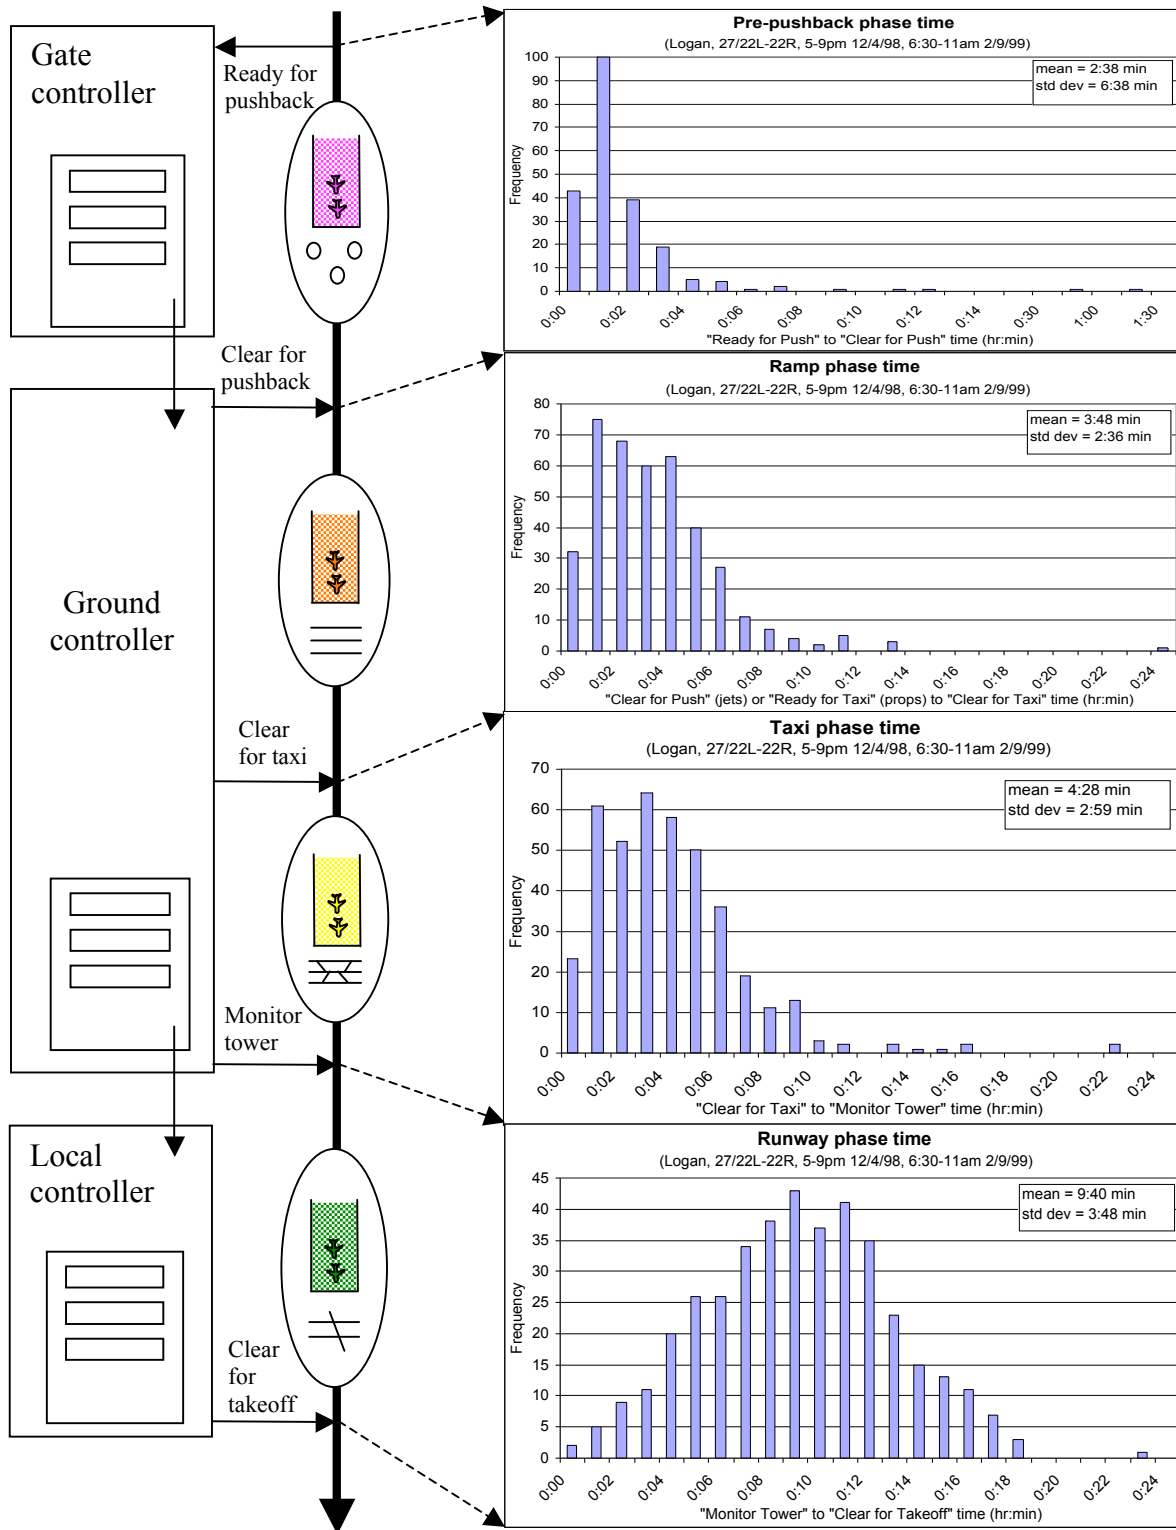 Gate
controller
Ready for
pushback
Clear for
pushback
Ground
controller
Clear
for taxi
Monitor
tower
Local
controller
Clear
for
takeoff
Pre-pushback phase time
(Logan, 27/22L-22R, 5-9pm 12/4/98, 6:30-11am 2/9/99)
mean = 2:38 min
std dev = 6:38 min
Frequency
100
90
80
70
60
50
40
30
20
10
0
0:00 0:02 0:04 0:06 0:08 0:10 0:12 0:14 0:30 1:00 1:30
"Ready for Push" to "Clear for Push" time (hr:min)
Ramp phase time
(Logan, 27/22L-22R, 5-9pm 12/4/98, 6:30-11am 2/9/99)
mean = 3:48 min
std dev = 2:36 min
Frequency
80
70
60
50
40
30
20
10
0
0:00 0:02 0:04 0:06 0:08 0:10 0:12 0:14 0:16 0:18 0:20 0:22 0:24
"Clear for Push" (jets) or "Ready for Taxi" (props) to "Clear for Taxi" time (hr:min)
Taxi phase time
(Logan, 27/22L-22R, 5-9pm 12/4/98, 6:30-11am 2/9/99)
mean = 4:28 min
std dev = 2:59 min
Frequency
70
60
50
40
30
20
10
0
0:00 0:02 0:04 0:06 0:08 0:10 0:12 0:14 0:16 0:18 0:20 0:22 0:24
"Clear for Taxi" to "Monitor Tower" time (hr:min)
Runway phase time
(Logan, 27/22L-22R, 5-9pm 12/4/98, 6:30-11am 2/9/99)
mean = 9:40 min
std dev = 3:48 min
Frequency
45
40
35
30
25
20
15
10
5
0
0:00 0:02 0:04 0:06 0:08 0:10 0:12 0:14 0:16 0:18 0:20 0:22 0:24
"Monitor Tower" to "Clear for Takeoff" time (hr:min)